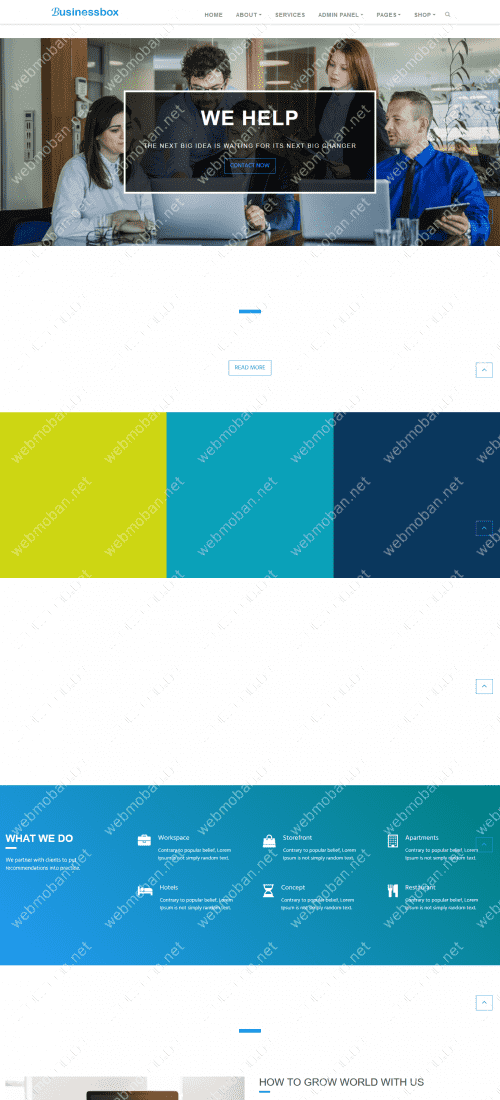 Businessbox
HOME ABOUT SERVICES ADMIN PANEL PAGES SHOP
WE HELP
THE NEXT BIG IDEA IS WAITING FOR ITS NEXT BIG CHANGER
CONTACT NOW
READ MORE
WHAT WE DO
We partner with clients to put
recommendations into practice.
Workspace
Contrary to popular belief, Lorem
Ipsum is not simply random text.
Storefront
Contrary to popular belief, Lorem
Ipsum is not simply random text.
Apartments
Contrary to popular belief, Lorem
Ipsum is not simply random text.
Hotels
Contrary to popular belief, Lorem
Ipsum is not simply random text.
Concept
Contrary to popular belief, Lorem
Ipsum is not simply random text.
Restaurant
Contrary to popular belief, Lorem
Ipsum is not simply random text.
HOW TO GROW WORLD WITH US
webmoban.net